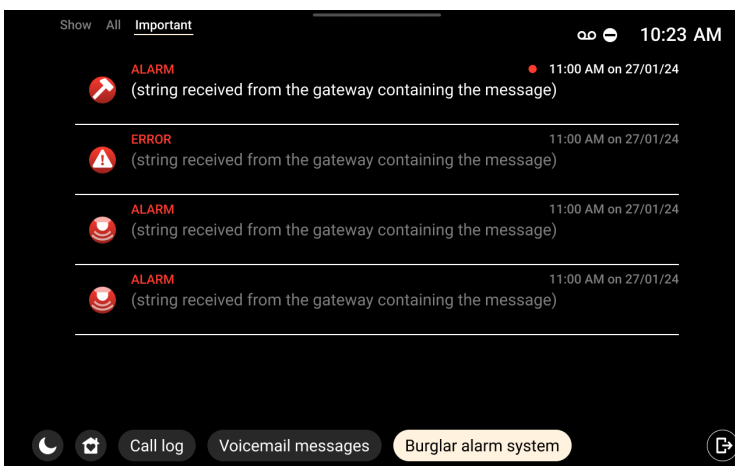 Show All Important
10:23 AM
ALARM 11:00 AM on 27/01/24
(string received from the gateway containing the message)
ERROR 11:00 AM on 27/01/24
(string received from the gateway containing the message)
ALARM 11:00 AM on 27/01/24
(string received from the gateway containing the message)
ALARM 11:00 AM on 27/01/24
(string received from the gateway containing the message)
Call log Voicemail messages Burglar alarm system